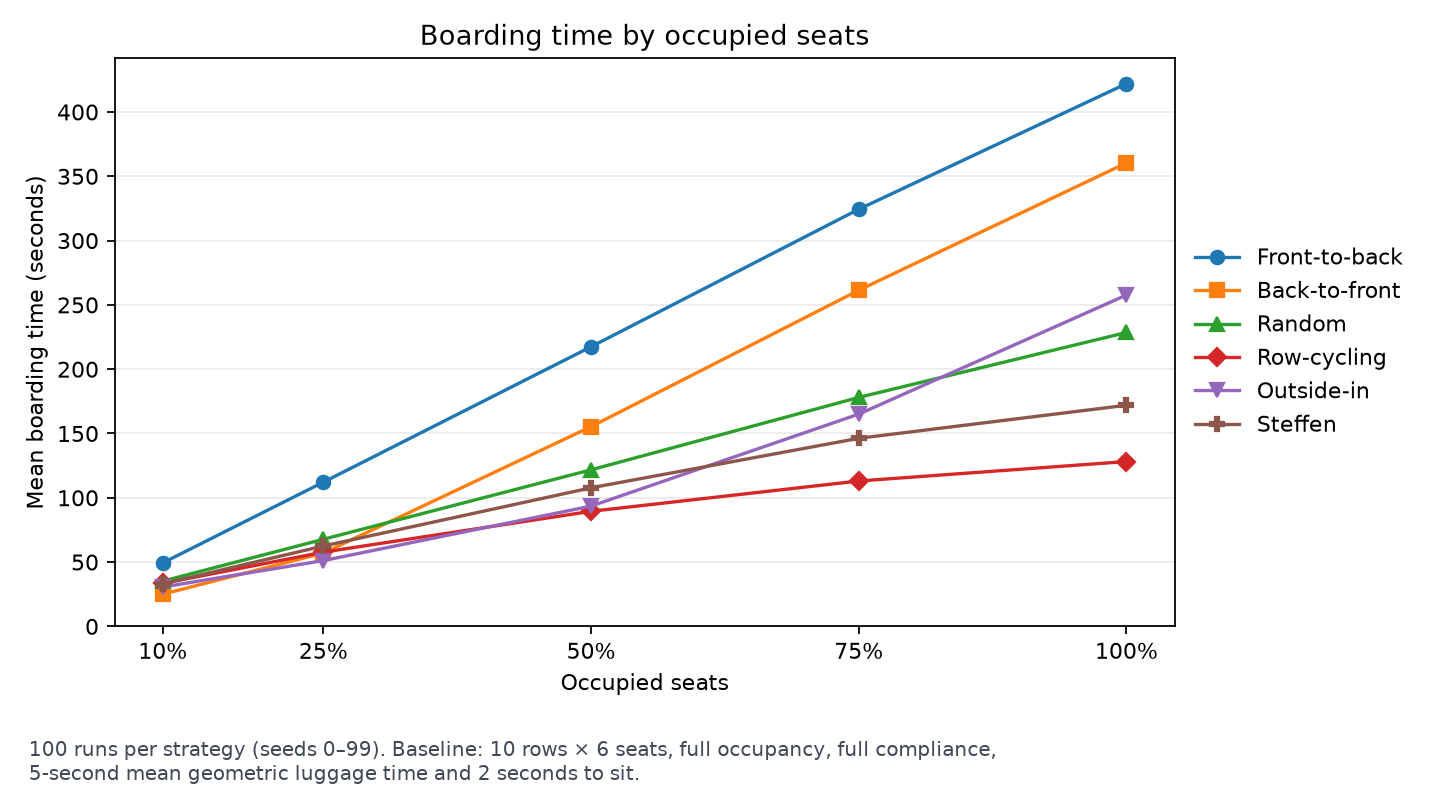 Boarding time by occupied seats
Mean boarding time (seconds)
400
350
300
250
200
150
100
50
0
10%
25%
50%
75%
100%
Occupied seats
Front-to-back
Back-to-front
Random
Row-cycling
Outside-in
Steffen
100 runs per strategy (seeds 0–99). Baseline: 10 rows × 6 seats, full occupancy, full compliance,
5-second mean geometric luggage time and 2 seconds to sit.